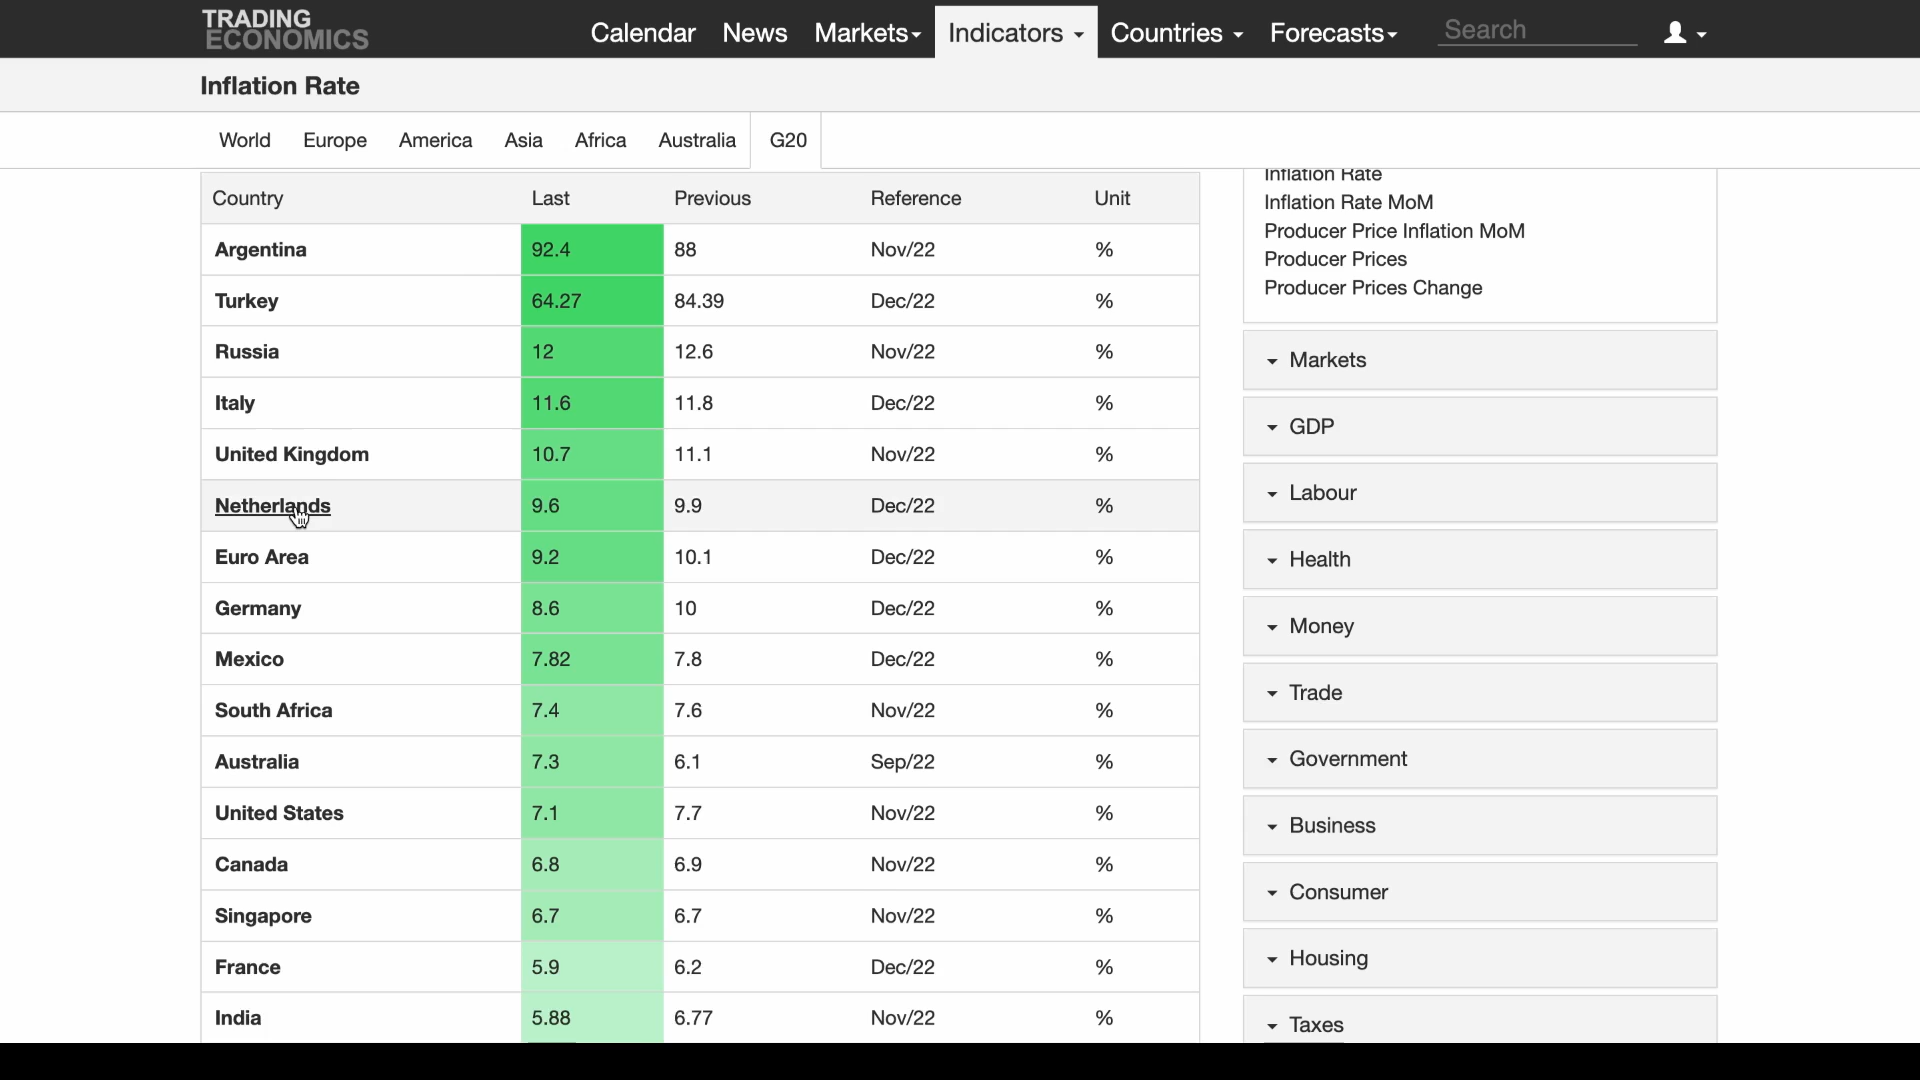 TRADING
ECONOMICS
Calendar News Markets Indicators Countries Forecasts Search
Inflation Rate
World Europe America Asia Africa Australia G20
Country Last Previous Reference Unit
Argentina 92.4 88 Nov/22 %
Turkey 64.27 84.39 Dec/22 %
Russia 12 12.6 Nov/22 %
Italy 11.6 11.8 Dec/22 %
United Kingdom 10.7 11.1 Nov/22 %
Netherlands 9.6 9.9 Dec/22 %
Euro Area 9.2 10.1 Dec/22 %
Germany 8.6 10 Dec/22 %
Mexico 7.82 7.8 Dec/22 %
South Africa 7.4 7.6 Nov/22 %
Australia 7.3 6.1 Sep/22 %
United States 7.1 7.7 Nov/22 %
Canada 6.8 6.9 Nov/22 %
Singapore 6.7 6.7 Nov/22 %
France 5.9 6.2 Dec/22 %
India 5.88 6.77 Nov/22 %
Inflation Rate
Inflation Rate MoM
Producer Price Inflation MoM
Producer Prices
Producer Prices Change
Markets
GDP
Labour
Health
Money
Trade
Government
Business
Consumer
Housing
Taxes